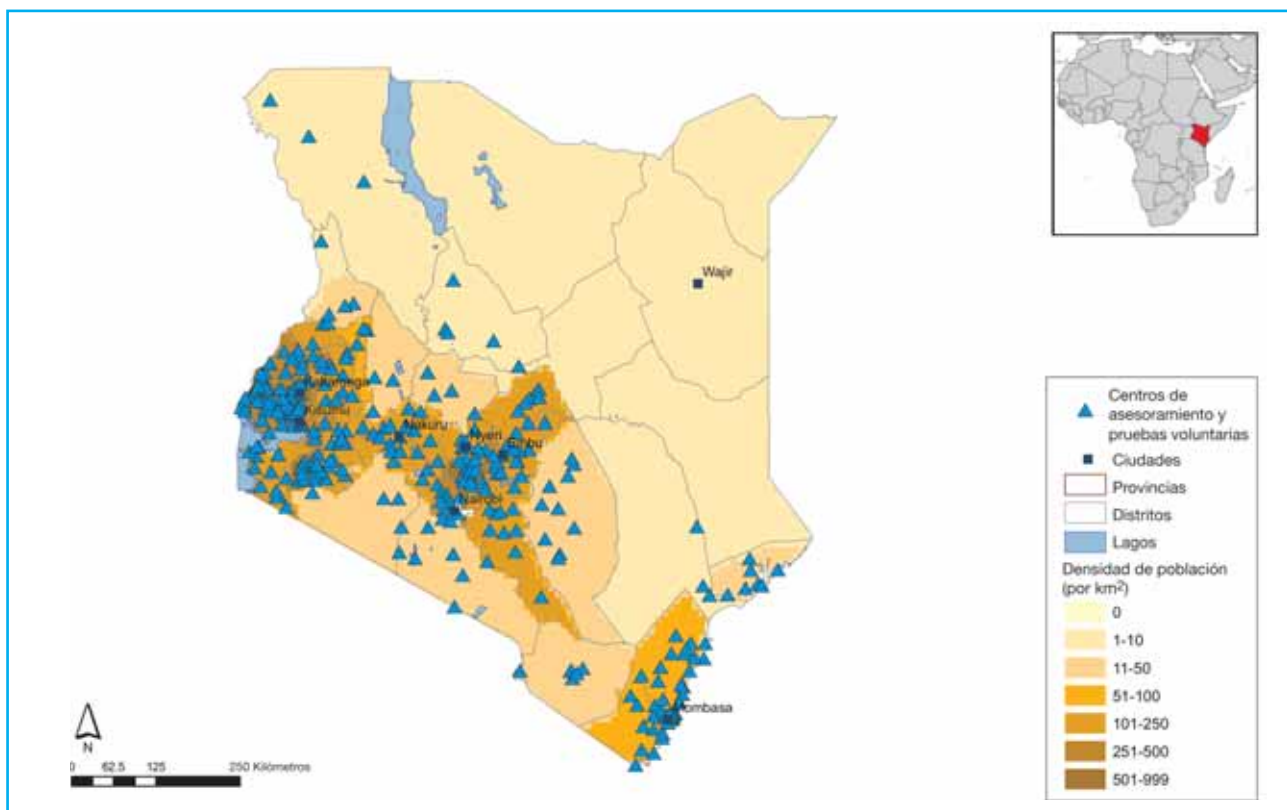 Wajir
Kakamega
Kisumu
Nakuru
Nyeri
Embu
Nairobi
Mombasa
Centros de
asesoramiento y
pruebas voluntarias
Ciudades
Provincias
Distritos
Lagos
Densidad de población
(por km²)
0
1-10
11-50
51-100
101-250
251-500
501-999
N
0 62.5 125 250 Kilómetros